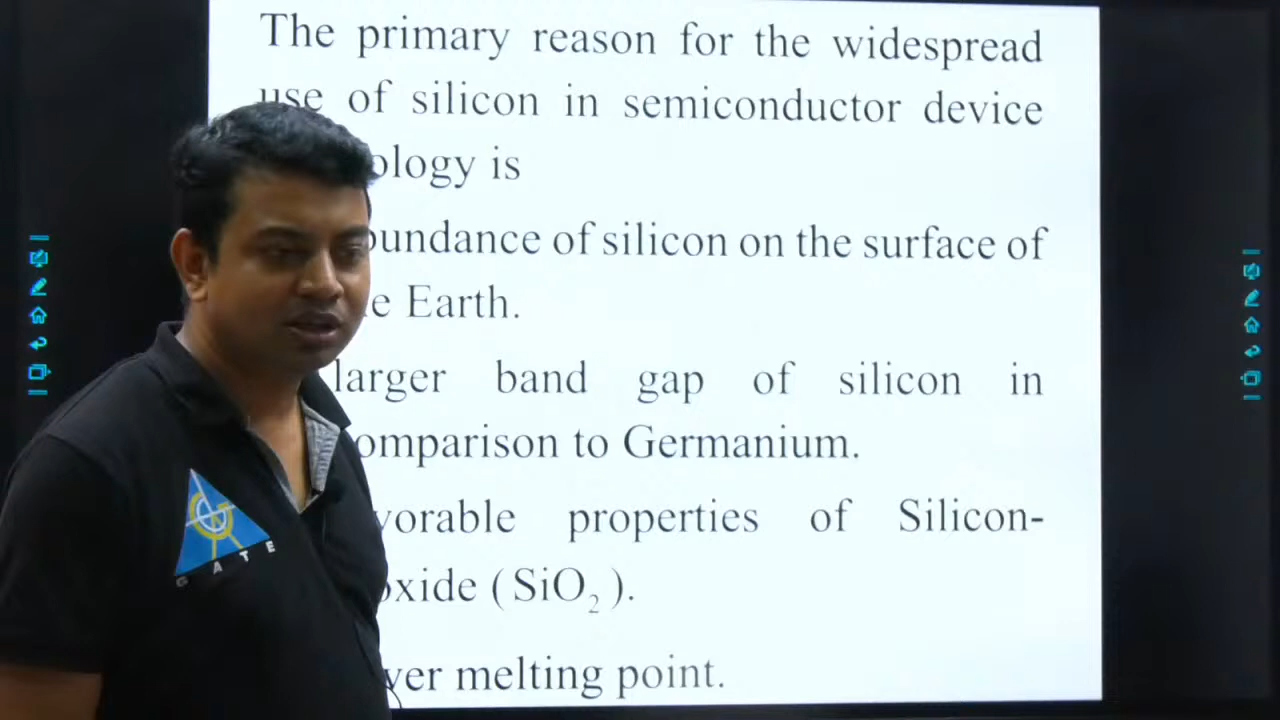 The primary reason for the widespread
use of silicon in semiconductor device
ology is
bundance of silicon on the surface of
e Earth.
larger band gap of silicon in
omparison to Germanium.
vorable properties of Silicon-
oxide (SiO₂).
wer melting point.
GATE